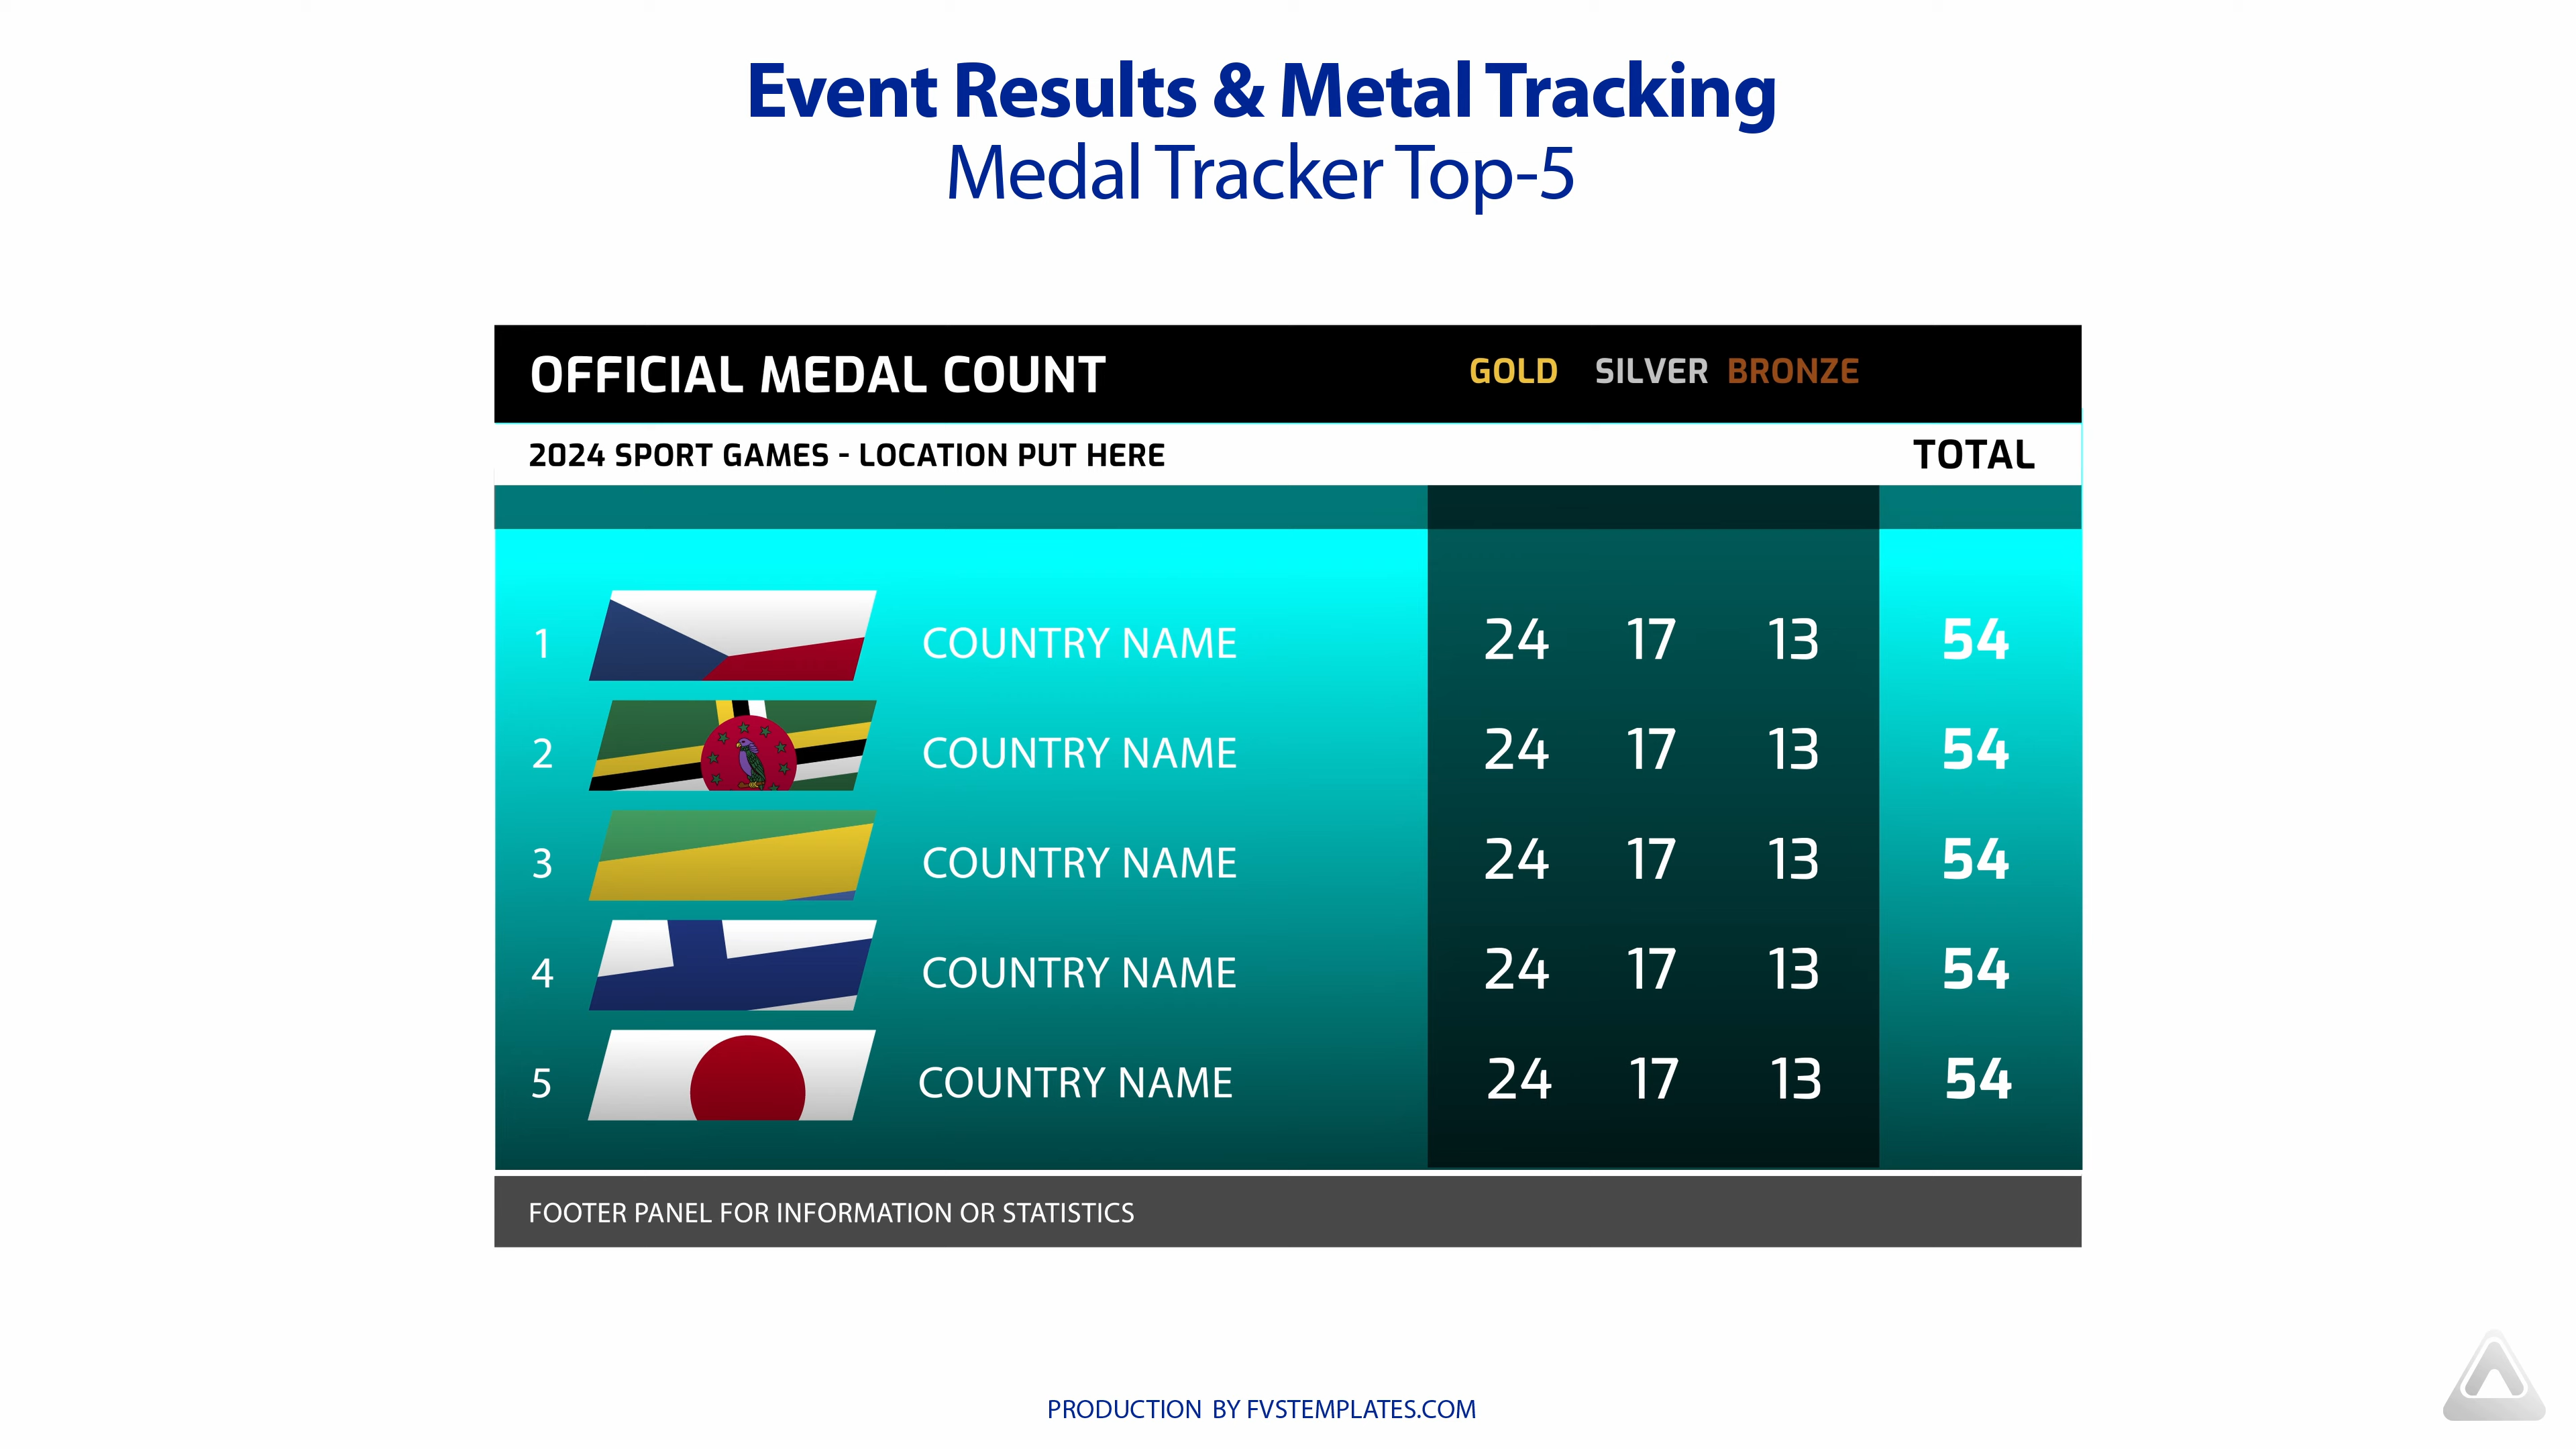 Event Results & Metal Tracking
Medal Tracker Top-5
OFFICIAL MEDAL COUNT GOLD SILVER BRONZE
2024 SPORT GAMES - LOCATION PUT HERE TOTAL
1 COUNTRY NAME 24 17 13 54
2 COUNTRY NAME 24 17 13 54
3 COUNTRY NAME 24 17 13 54
4 COUNTRY NAME 24 17 13 54
5 COUNTRY NAME 24 17 13 54
FOOTER PANEL FOR INFORMATION OR STATISTICS
PRODUCTION BY FVSTEMPLATES.COM